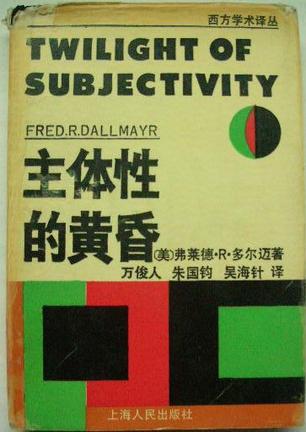 西方学术译丛
TWILIGHT OF
SUBJECTIVITY
FRED.R.DALLMAYR
主体性
的黄昏
(美)弗莱德·R·多尔迈著
万俊人 朱国钧 吴海针 译
上海人民出版社